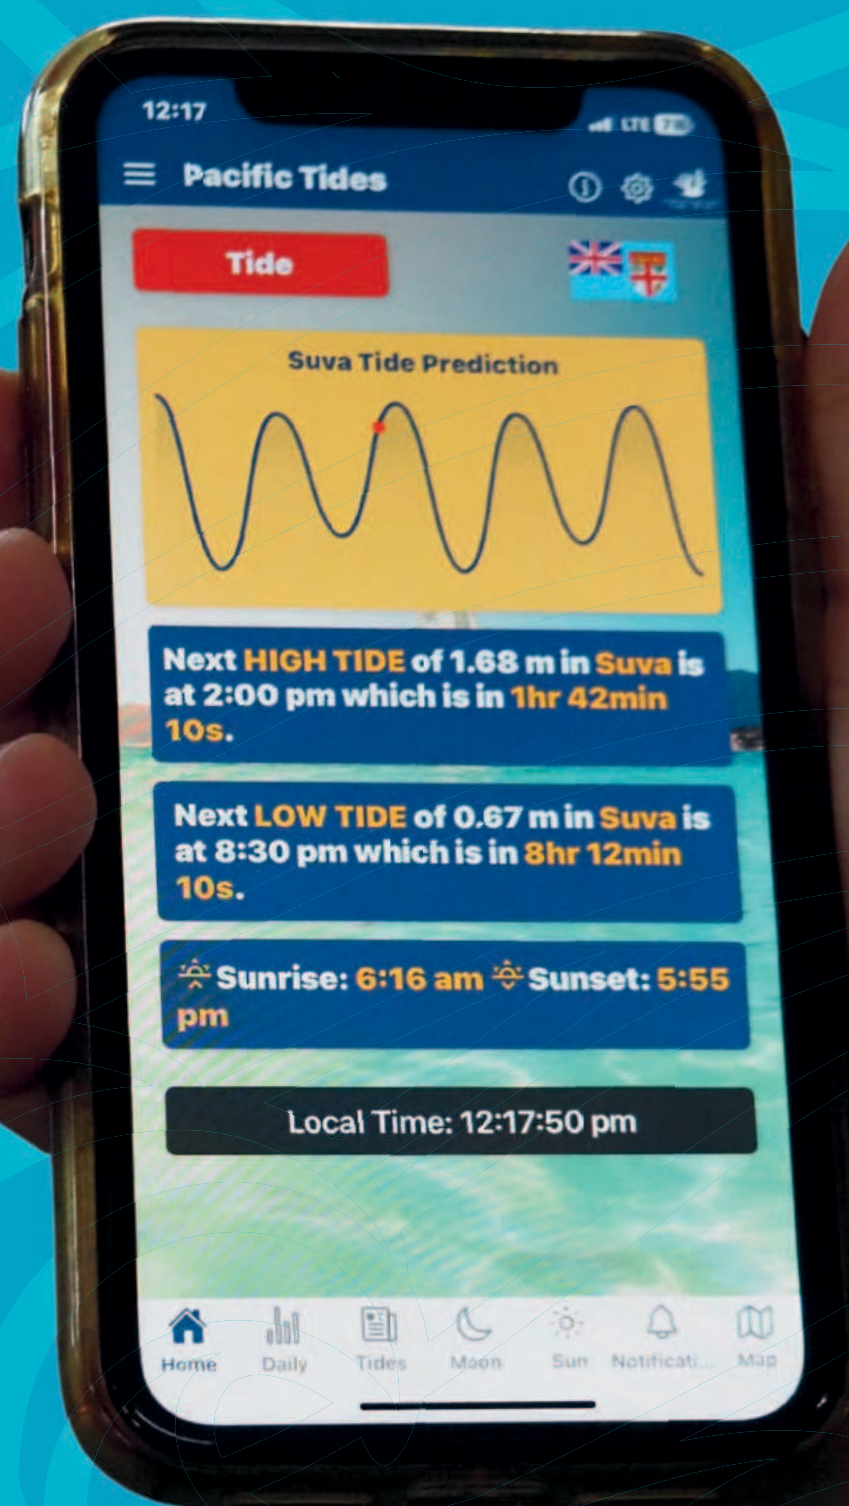 12:17
LTE
Pacific Tides
Tide
Suva Tide Prediction
Next HIGH TIDE of 1.68 m in Suva is
at 2:00 pm which is in 1hr 42min
10s.
Next LOW TIDE of 0.67 m in Suva is
at 8:30 pm which is in 8hr 12min
10s.
Sunrise: 6:16 am Sunset: 5:55
pm
Local Time: 12:17:50 pm
Home Daily Tides Moon Sun Notificati... Map